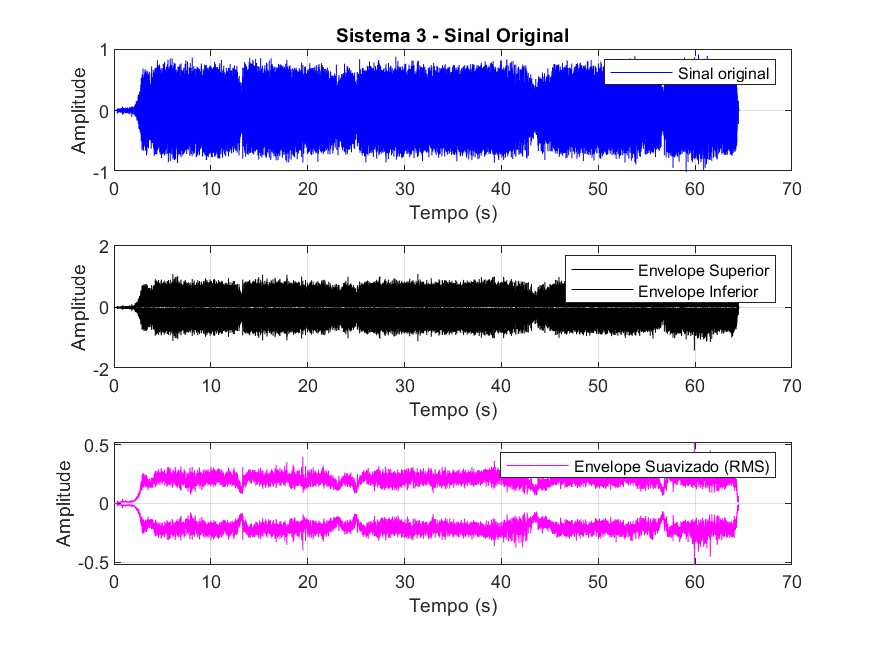 Sistema 3 - Sinal Original
1
0
-1
Amplitude
Sinal original
0 10 20 30 40 50 60 70
Tempo (s)
2
0
-2
Amplitude
Envelope Superior
Envelope Inferior
0 10 20 30 40 50 60 70
Tempo (s)
0.5
0
-0.5
Amplitude
Envelope Suavizado (RMS)
0 10 20 30 40 50 60 70
Tempo (s)